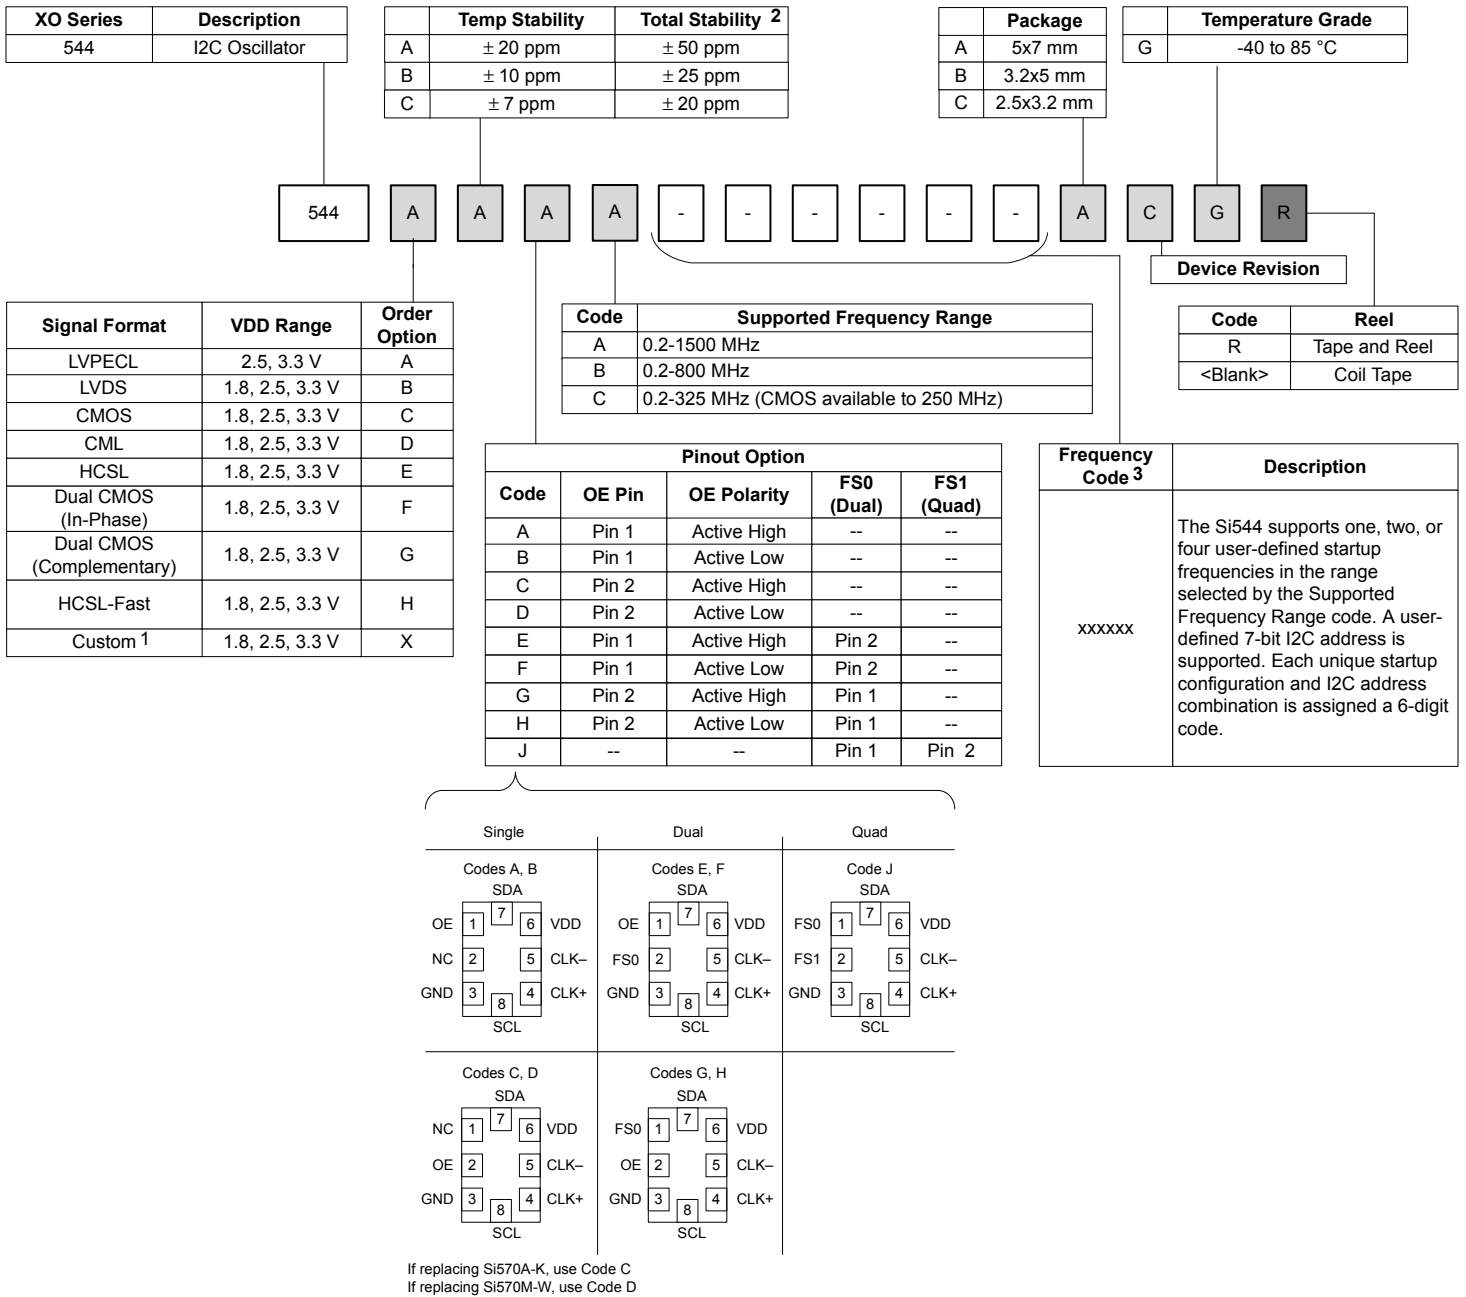 XO Series Description
544 I2C Oscillator
Temp Stability Total Stability 2
A ± 20 ppm ± 50 ppm
B ± 10 ppm ± 25 ppm
C ± 7 ppm ± 20 ppm
Package
A 5x7 mm
B 3.2x5 mm
C 2.5x3.2 mm
Temperature Grade
G -40 to 85 °C
544 A A A A - - - - - - A C G R
Device Revision
Signal Format VDD Range Order Option
LVPECL 2.5, 3.3 V A
LVDS 1.8, 2.5, 3.3 V B
CMOS 1.8, 2.5, 3.3 V C
CML 1.8, 2.5, 3.3 V D
HCSL 1.8, 2.5, 3.3 V E
Dual CMOS (In-Phase) 1.8, 2.5, 3.3 V F
Dual CMOS (Complementary) 1.8, 2.5, 3.3 V G
HCSL-Fast 1.8, 2.5, 3.3 V H
Custom 1 1.8, 2.5, 3.3 V X
Code Supported Frequency Range
A 0.2-1500 MHz
B 0.2-800 MHz
C 0.2-325 MHz (CMOS available to 250 MHz)
Code Reel
R Tape and Reel
<Blank> Coil Tape
Pinout Option
Code OE Pin OE Polarity FS0 (Dual) FS1 (Quad)
A Pin 1 Active High -- --
B Pin 1 Active Low -- --
C Pin 2 Active High -- --
D Pin 2 Active Low -- --
E Pin 1 Active High Pin 2 --
F Pin 1 Active Low Pin 2 --
G Pin 2 Active High Pin 1 --
H Pin 2 Active Low Pin 1 --
J -- -- Pin 1 Pin 2
Frequency Code 3 Description
xxxxxx
The Si544 supports one, two, or
four user-defined startup
frequencies in the range
selected by the Supported
Frequency Range code. A user-
defined 7-bit I2C address is
supported. Each unique startup
configuration and I2C address
combination is assigned a 6-digit
code.
Single Dual Quad
Codes A, B
SDA
7
OE 1 6 VDD
NC 2 5 CLK–
GND 3 4 CLK+
8
SCL
Codes E, F
SDA
7
OE 1 6 VDD
FS0 2 5 CLK–
GND 3 4 CLK+
8
SCL
Code J
SDA
7
FS0 1 6 VDD
FS1 2 5 CLK–
GND 3 4 CLK+
8
SCL
Codes C, D
SDA
7
NC 1 6 VDD
OE 2 5 CLK–
GND 3 4 CLK+
8
SCL
Codes G, H
SDA
7
FS0 1 6 VDD
OE 2 5 CLK–
GND 3 4 CLK+
8
SCL
If replacing Si570A-K, use Code C
If replacing Si570M-W, use Code D